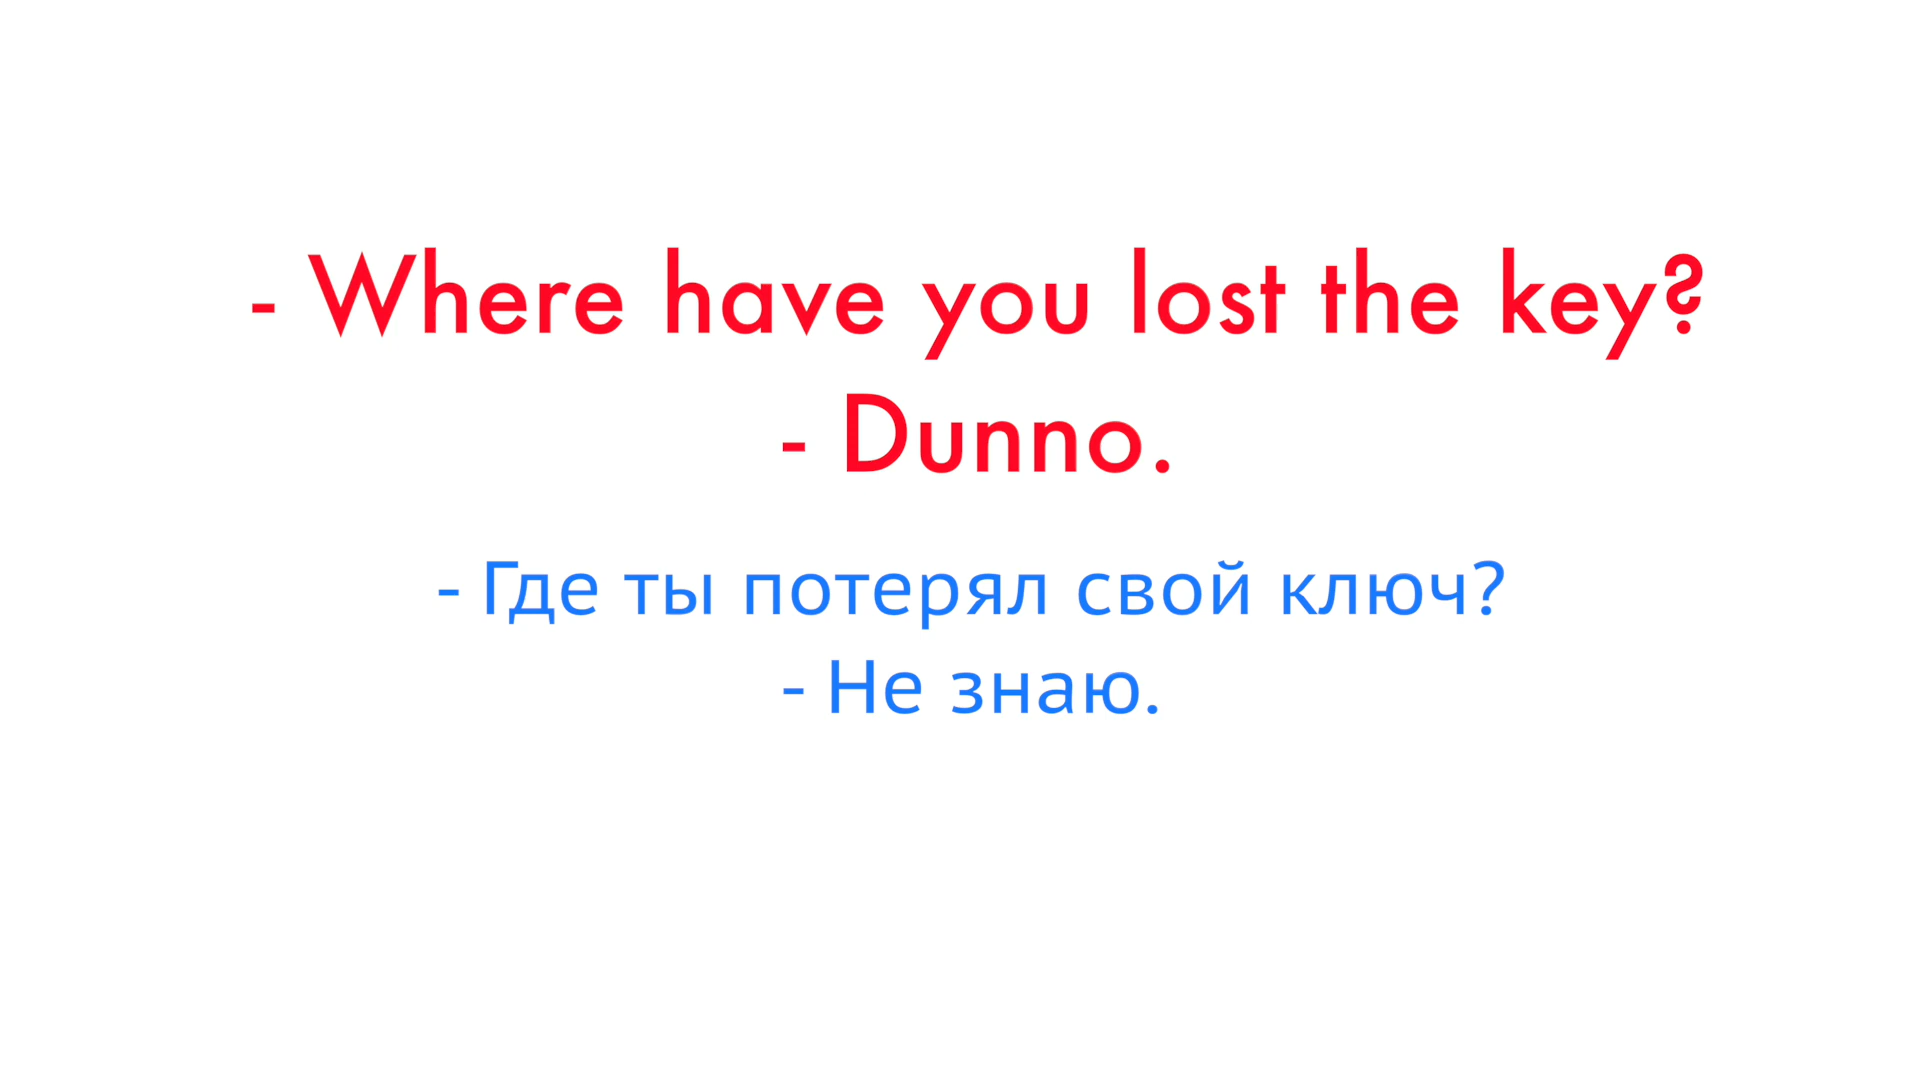 - Where have you lost the key?
- Dunno.
- Где ты потерял свой ключ?
- Не знаю.